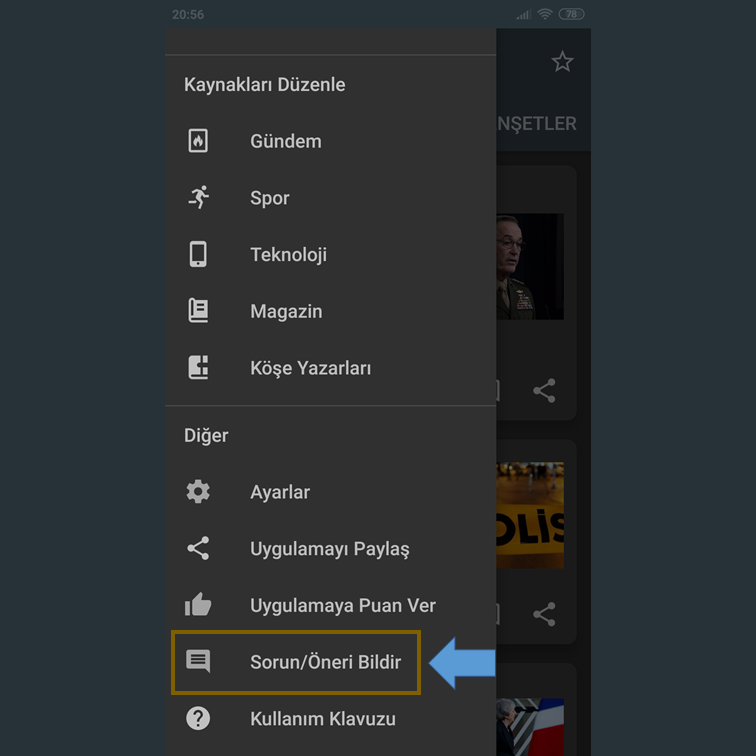 20:56
78
Kaynakları Düzenle
NŞETLER
Gündem
Spor
Teknoloji
Magazin
Köşe Yazarları
Diğer
Ayarlar
OLİS
Uygulamayı Paylaş
Uygulamaya Puan Ver
Sorun/Öneri Bildir
Kullanım Klavuzu